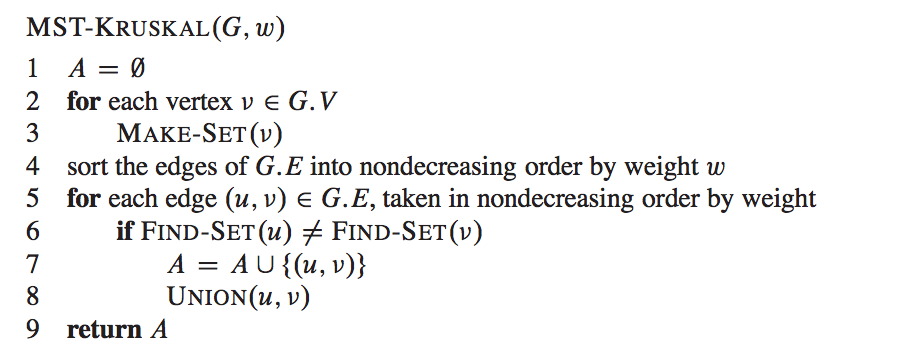 MST-KRUSKAL(G, w)
1 A = ∅
2 for each vertex v ∈ G.V
3 MAKE-SET(v)
4 sort the edges of G.E into nondecreasing order by weight w
5 for each edge (u, v) ∈ G.E, taken in nondecreasing order by weight
6 if FIND-SET(u) ≠ FIND-SET(v)
7 A = A ∪ {(u, v)}
8 UNION(u, v)
9 return A